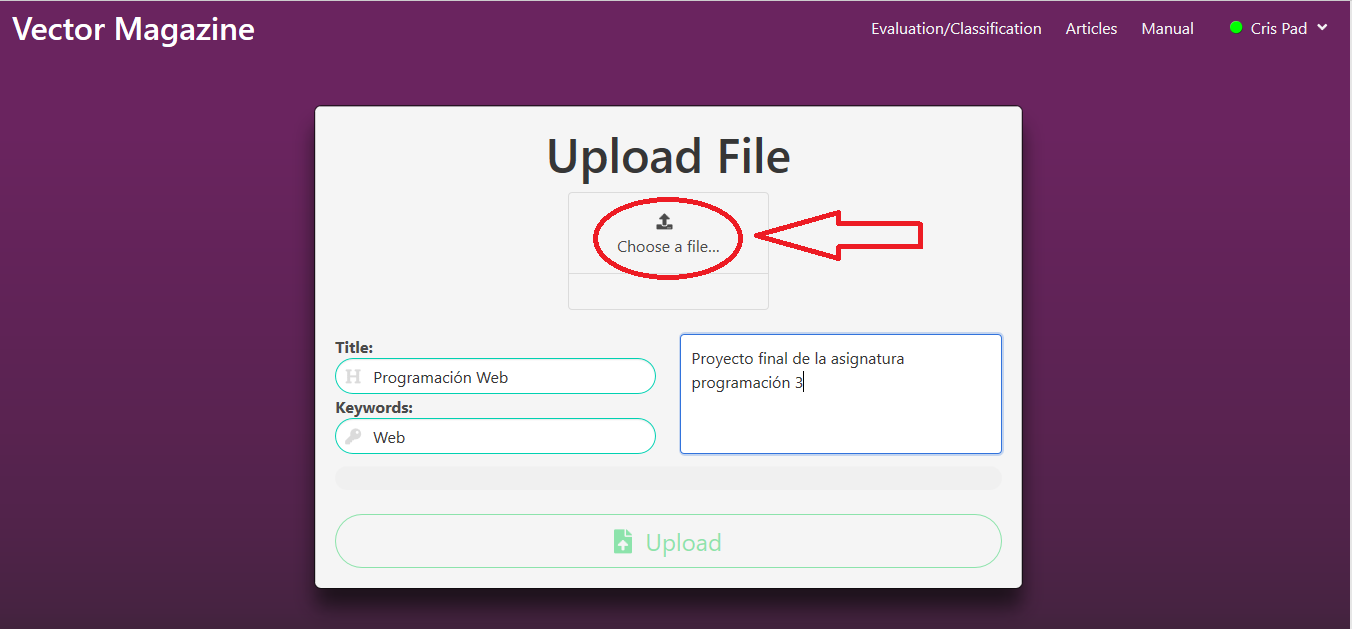 Vector Magazine
Evaluation/Classification Articles Manual Cris Pad
Upload File
Choose a file...
Title:
Programación Web
Keywords:
Web
Proyecto final de la asignatura
programación 3
Upload